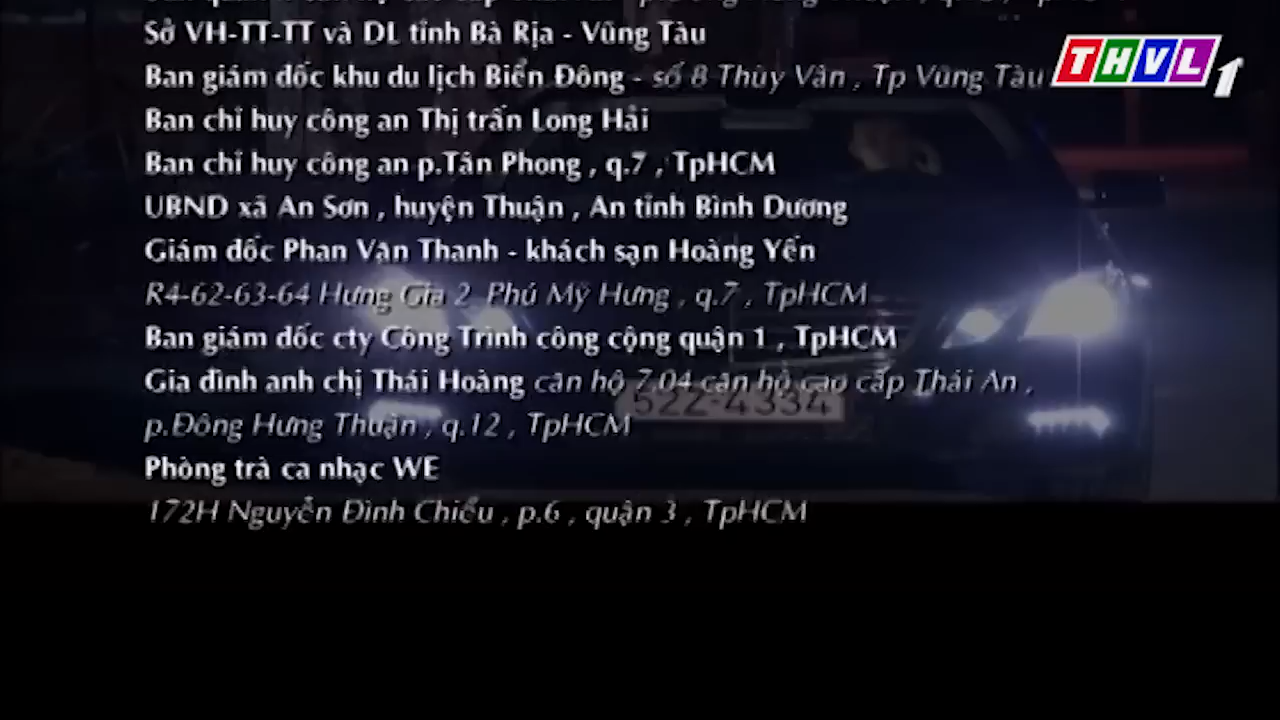 Sở VH-TT-TT và DL tỉnh Bà Rịa - Vũng Tàu
Ban giám đốc khu du lịch Biển Đông - số 8 Thùy Vân , Tp Vũng Tàu
THVL1
Ban chỉ huy công an Thị trấn Long Hải
Ban chỉ huy công an p.Tân Phong , q.7 , TpHCM
UBND xã An Sơn , huyện Thuận , An tỉnh Bình Dương
Giám đốc Phan Văn Thanh - khách sạn Hoàng Yến
R4-62-63-64 Hưng Gia 2 Phú Mỹ Hưng , q.7 , TpHCM
Ban giám đốc cty Công Trình công cộng quận 1 , TpHCM
Gia đình anh chị Thái Hoàng căn hộ 7.04 căn hộ cao cấp Thái An ,
52Z-4334
p.Đông Hưng Thuận , q.12 , TpHCM
Phòng trà ca nhạc WE
172H Nguyễn Đình Chiểu , p.6 , quận 3 , TpHCM